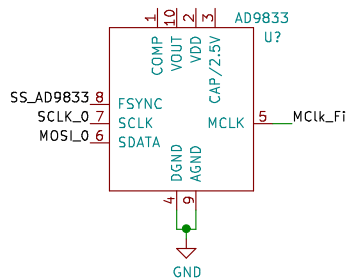 AD9833
U?
1
10
2
3
COMP
VOUT
VDD
CAP/2.5V
SS_AD9833 8 FSYNC
SCLK_0 7 SCLK
MOSI_0 6 SDATA
MCLK 5 MClk_Fi
DGND
AGND
4
9
GND